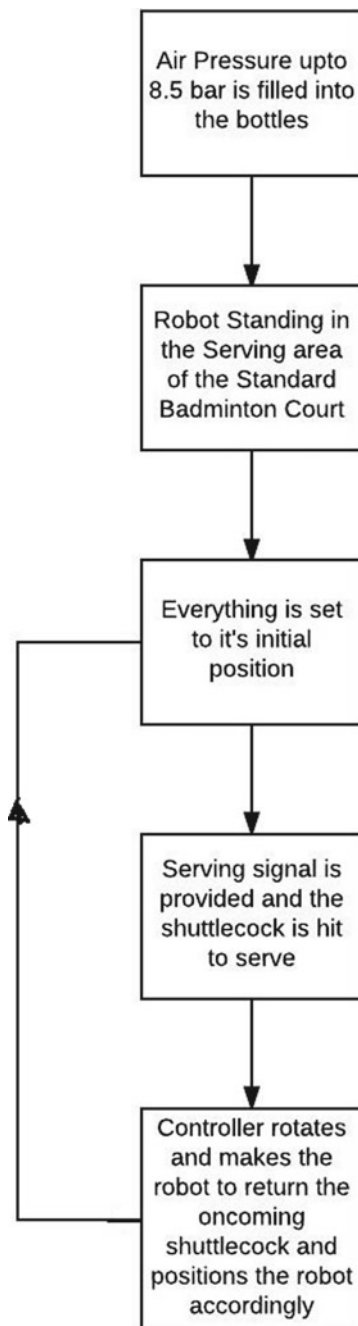 Air Pressure upto
8.5 bar is filled into
the bottles
Robot Standing in
the Serving area
of the Standard
Badminton Court
Everything is set
to it's initial
position
Serving signal is
provided and the
shuttlecock is hit
to serve
Controller rotates
and makes the
robot to return the
oncoming
shuttlecock and
positions the robot
accordingly